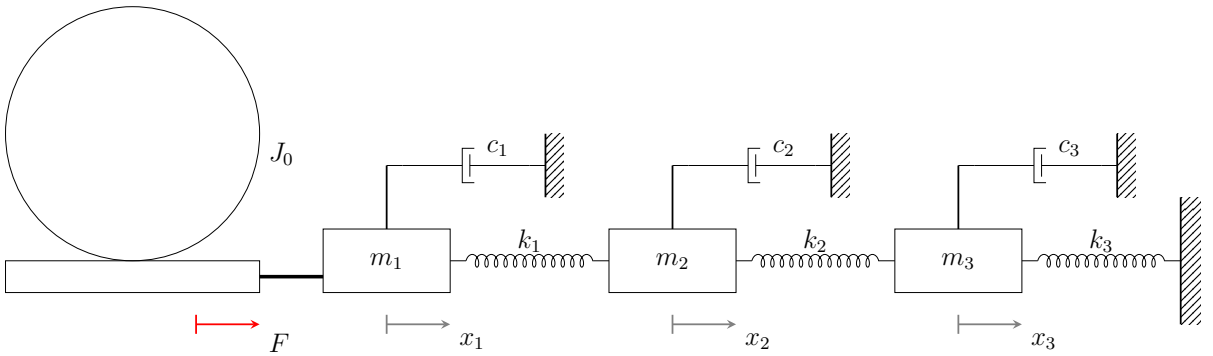 J₀
c₁
c₂
c₃
m₁
k₁
m₂
k₂
m₃
k₃
F
x₁
x₂
x₃